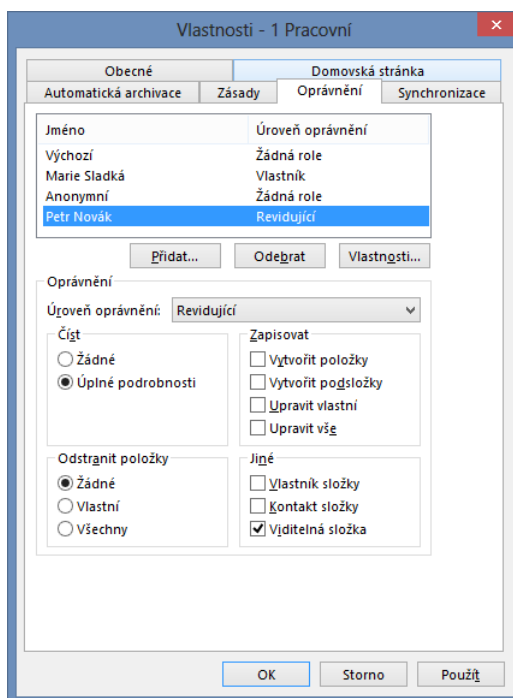 Vlastnosti - 1 Pracovní
Obecné Domovská stránka
Automatická archivace Zásady Oprávnění Synchronizace
Jméno Úroveň oprávnění
Výchozí Žádná role
Marie Sladká Vlastník
Anonymní Žádná role
Petr Novák Revidující
Přidat... Odebrat Vlastnosti...
Oprávnění
Úroveň oprávnění: Revidující
Číst Zapisovat
Žádné Vytvořit položky
Úplné podrobnosti Vytvořit podsložky
Upravit vlastní
Upravit vše
Odstranit položky Jiné
Žádné Vlastník složky
Vlastní Kontakt složky
Všechny Viditelná složka
OK Storno Použít